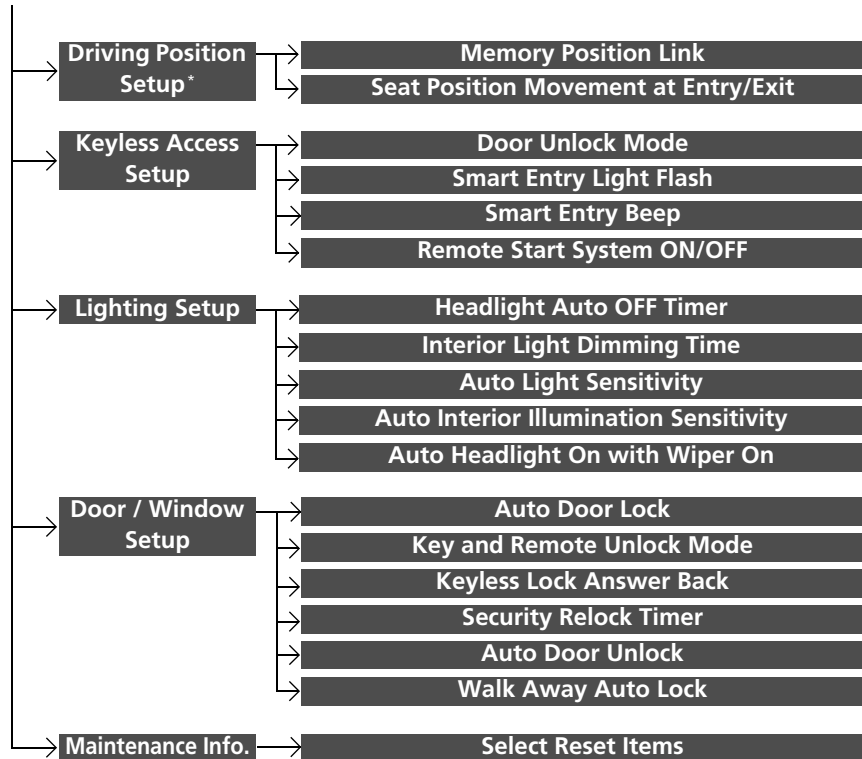 Driving Position
Setup*
Memory Position Link
Seat Position Movement at Entry/Exit
Keyless Access
Setup
Door Unlock Mode
Smart Entry Light Flash
Smart Entry Beep
Remote Start System ON/OFF
Lighting Setup
Headlight Auto OFF Timer
Interior Light Dimming Time
Auto Light Sensitivity
Auto Interior Illumination Sensitivity
Auto Headlight On with Wiper On
Door / Window
Setup
Auto Door Lock
Key and Remote Unlock Mode
Keyless Lock Answer Back
Security Relock Timer
Auto Door Unlock
Walk Away Auto Lock
Maintenance Info.
Select Reset Items